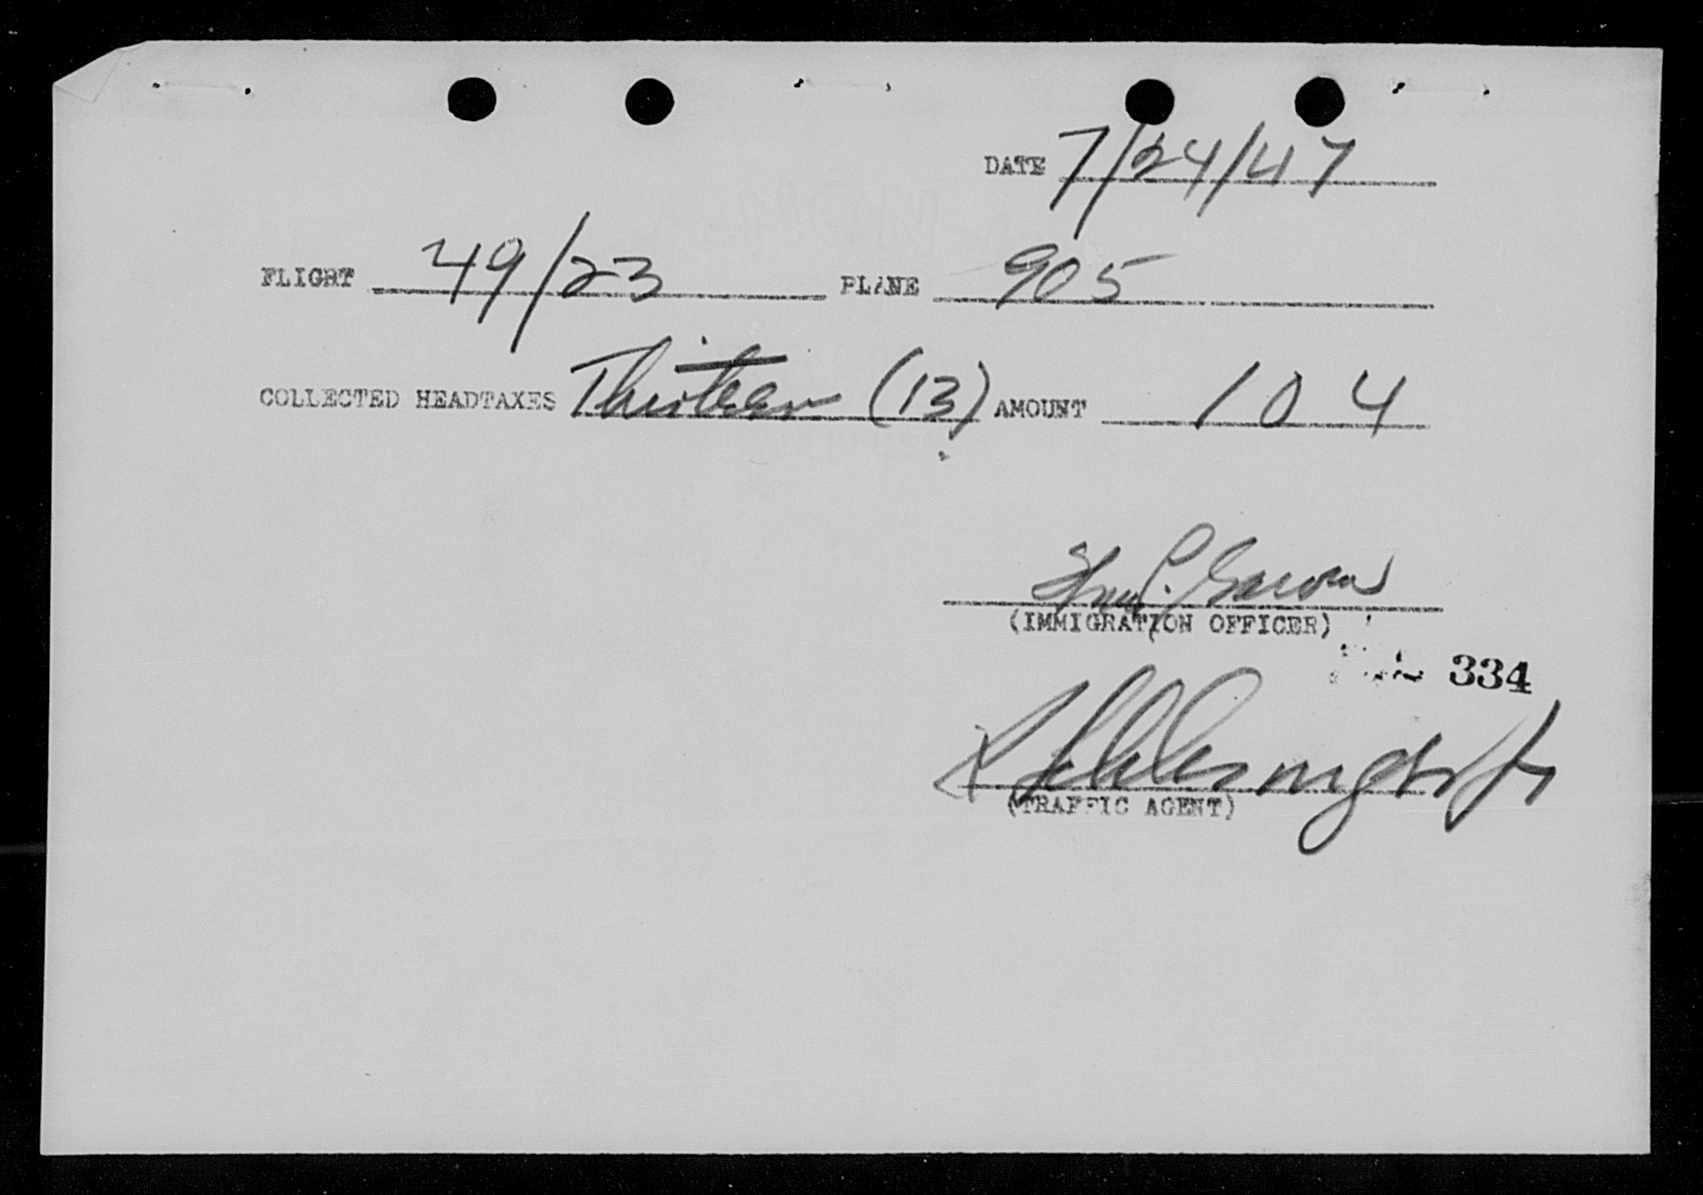 DATE 7/24/47
FLIGHT 49/23 PLANE 905
COLLECTED HEADTAXES Thirteen (13) AMOUNT 104
(IMMIGRATION OFFICER)
334
(TRAFFIC AGENT)